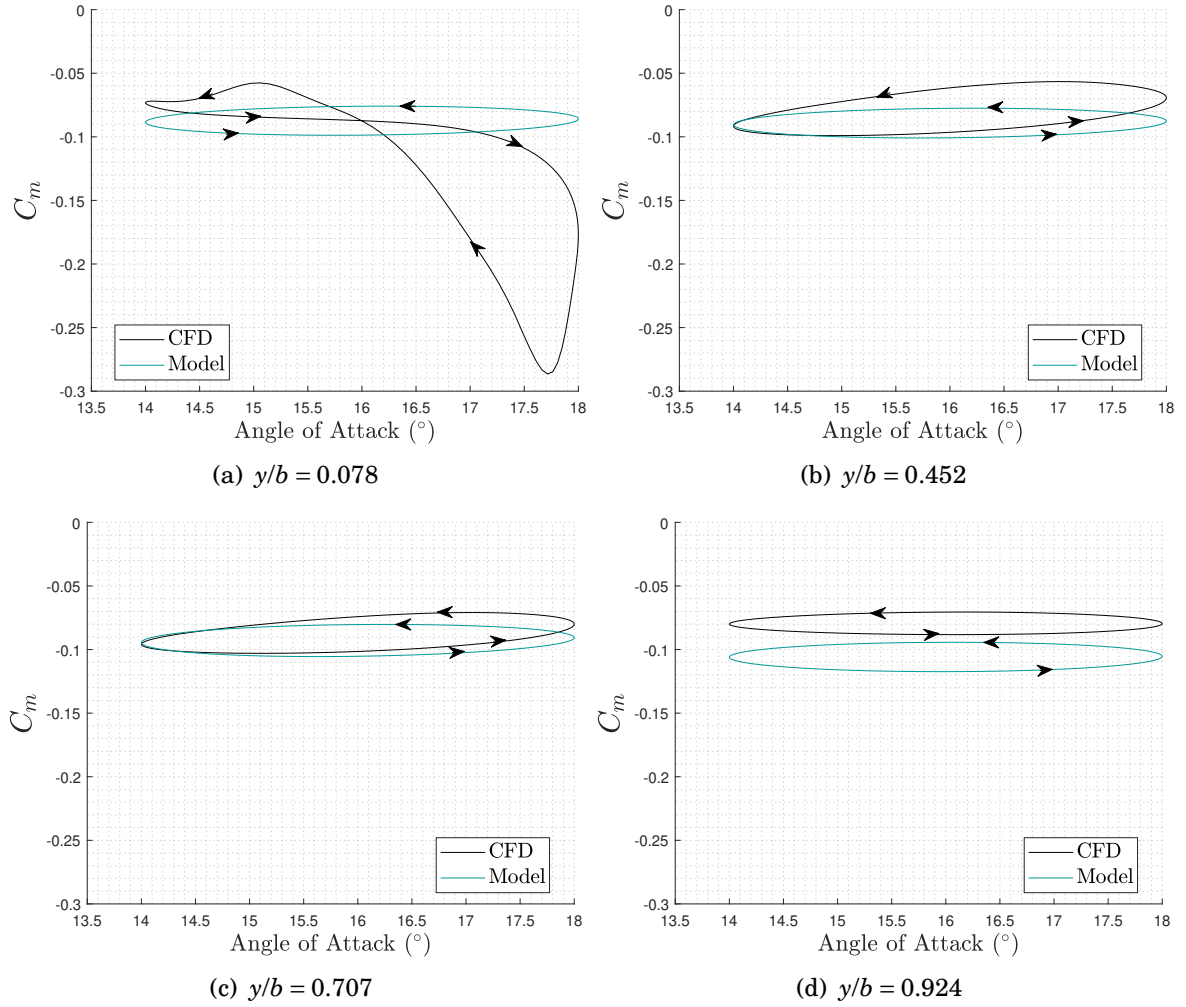 0
-0.05
-0.1
-0.15
-0.2
-0.25
-0.3
C_m
CFD
Model
13.5 14 14.5 15 15.5 16 16.5 17 17.5 18
Angle of Attack (°)
(a) y/b = 0.078
0
-0.05
-0.1
-0.15
-0.2
-0.25
-0.3
C_m
CFD
Model
13.5 14 14.5 15 15.5 16 16.5 17 17.5 18
Angle of Attack (°)
(b) y/b = 0.452
0
-0.05
-0.1
-0.15
-0.2
-0.25
-0.3
C_m
CFD
Model
13.5 14 14.5 15 15.5 16 16.5 17 17.5 18
Angle of Attack (°)
(c) y/b = 0.707
0
-0.05
-0.1
-0.15
-0.2
-0.25
-0.3
C_m
CFD
Model
13.5 14 14.5 15 15.5 16 16.5 17 17.5 18
Angle of Attack (°)
(d) y/b = 0.924